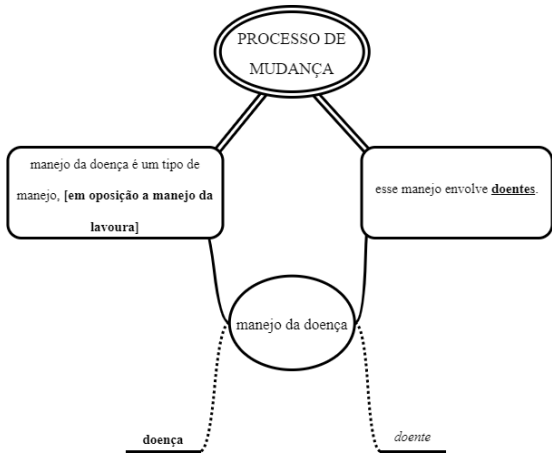 PROCESSO DE
MUDANÇA
manejo da doença é um tipo de
manejo, [em oposição a manejo da
lavoura]
esse manejo envolve doentes.
manejo da doença
doença
doente